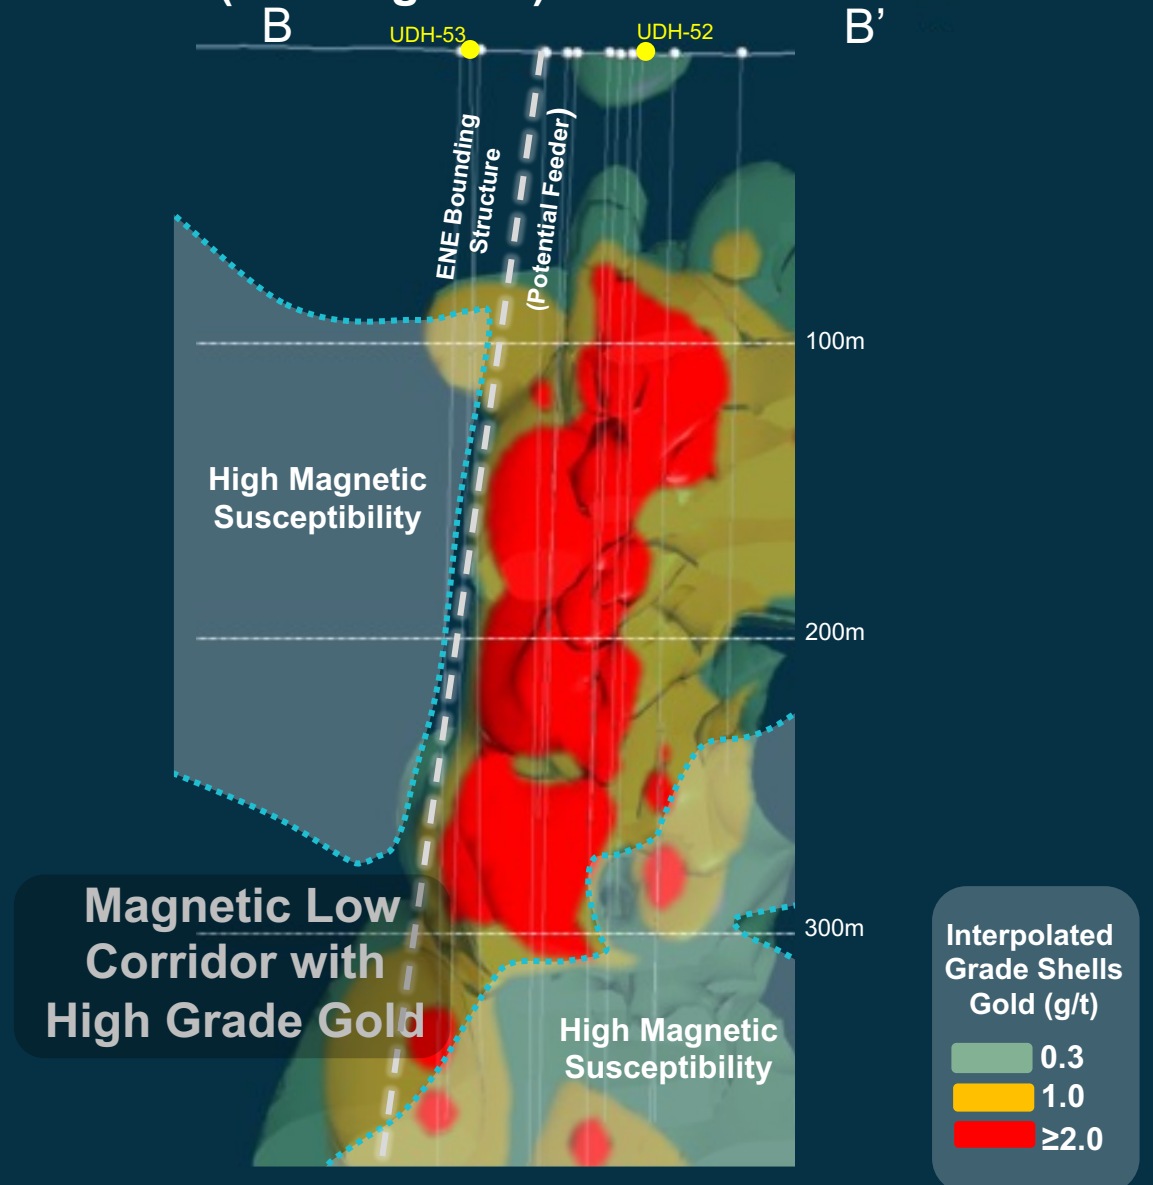 B
B’
UDH-53
UDH-52
ENE Bounding
Structure
(Potential Feeder)
100m
High Magnetic
Susceptibility
200m
Magnetic Low
Corridor with
High Grade Gold
300m
High Magnetic
Susceptibility
Interpolated
Grade Shells
Gold (g/t)
0.3
1.0
≥2.0